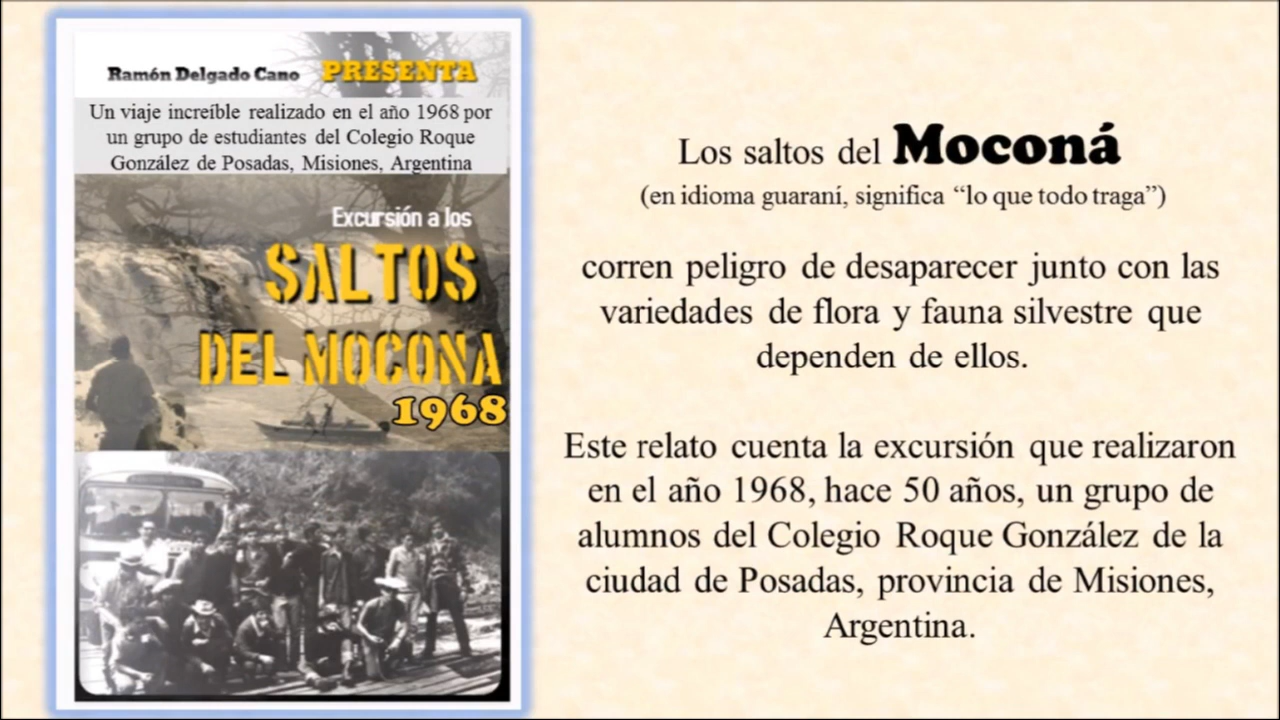 Ramón Delgado Cano PRESENTA
Un viaje increíble realizado en el año 1968 por
un grupo de estudiantes del Colegio Roque
González de Posadas, Misiones, Argentina
Excursión a los
SALTOS
DEL MOCONA
1968
Los saltos del Moconá
(en idioma guaraní, significa “lo que todo traga”)
corren peligro de desaparecer junto con las
variedades de flora y fauna silvestre que
dependen de ellos.
Este relato cuenta la excursión que realizaron
en el año 1968, hace 50 años, un grupo de
alumnos del Colegio Roque González de la
ciudad de Posadas, provincia de Misiones,
Argentina.